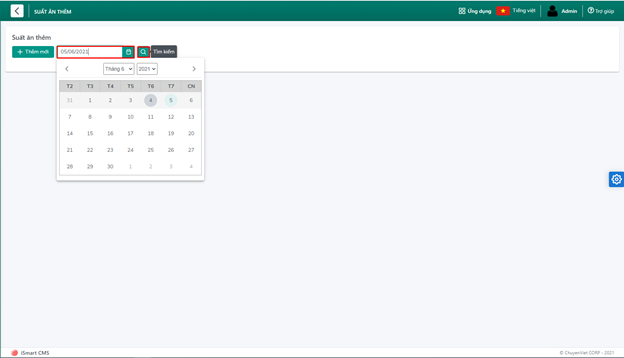 SUẤT ĂN THÊM
Ứng dụng
Tiếng việt
Admin
Trợ giúp
Suất ăn thêm
+ Thêm mới
05/06/2021
Tìm kiếm
Tháng 6 2021
T2 T3 T4 T5 T6 T7 CN
31 1 2 3 4 5 6
7 8 9 10 11 12 13
14 15 16 17 18 19 20
21 22 23 24 25 26 27
28 29 30 1 2 3 4
iSmart CMS
© ChuyenViet CORP - 2021